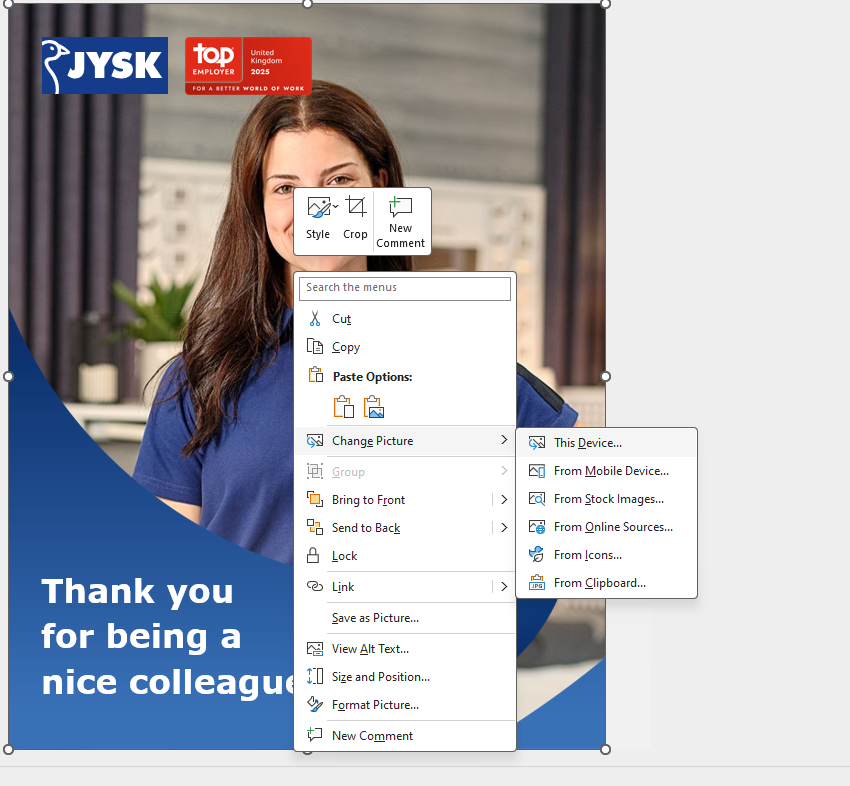 JYSK
top
EMPLOYER
United
Kingdom
2025
FOR A BETTER WORLD OF WORK
Style
Crop
New
Comment
Search the menus
Cut
Copy
Paste Options:
Change Picture
Group
Bring to Front
Send to Back
Lock
Link
Save as Picture...
View Alt Text...
Size and Position...
Format Picture...
New Comment
This Device...
From Mobile Device...
From Stock Images...
From Online Sources...
From Icons...
JPG
From Clipboard...
Thank you
for being a
nice colleague